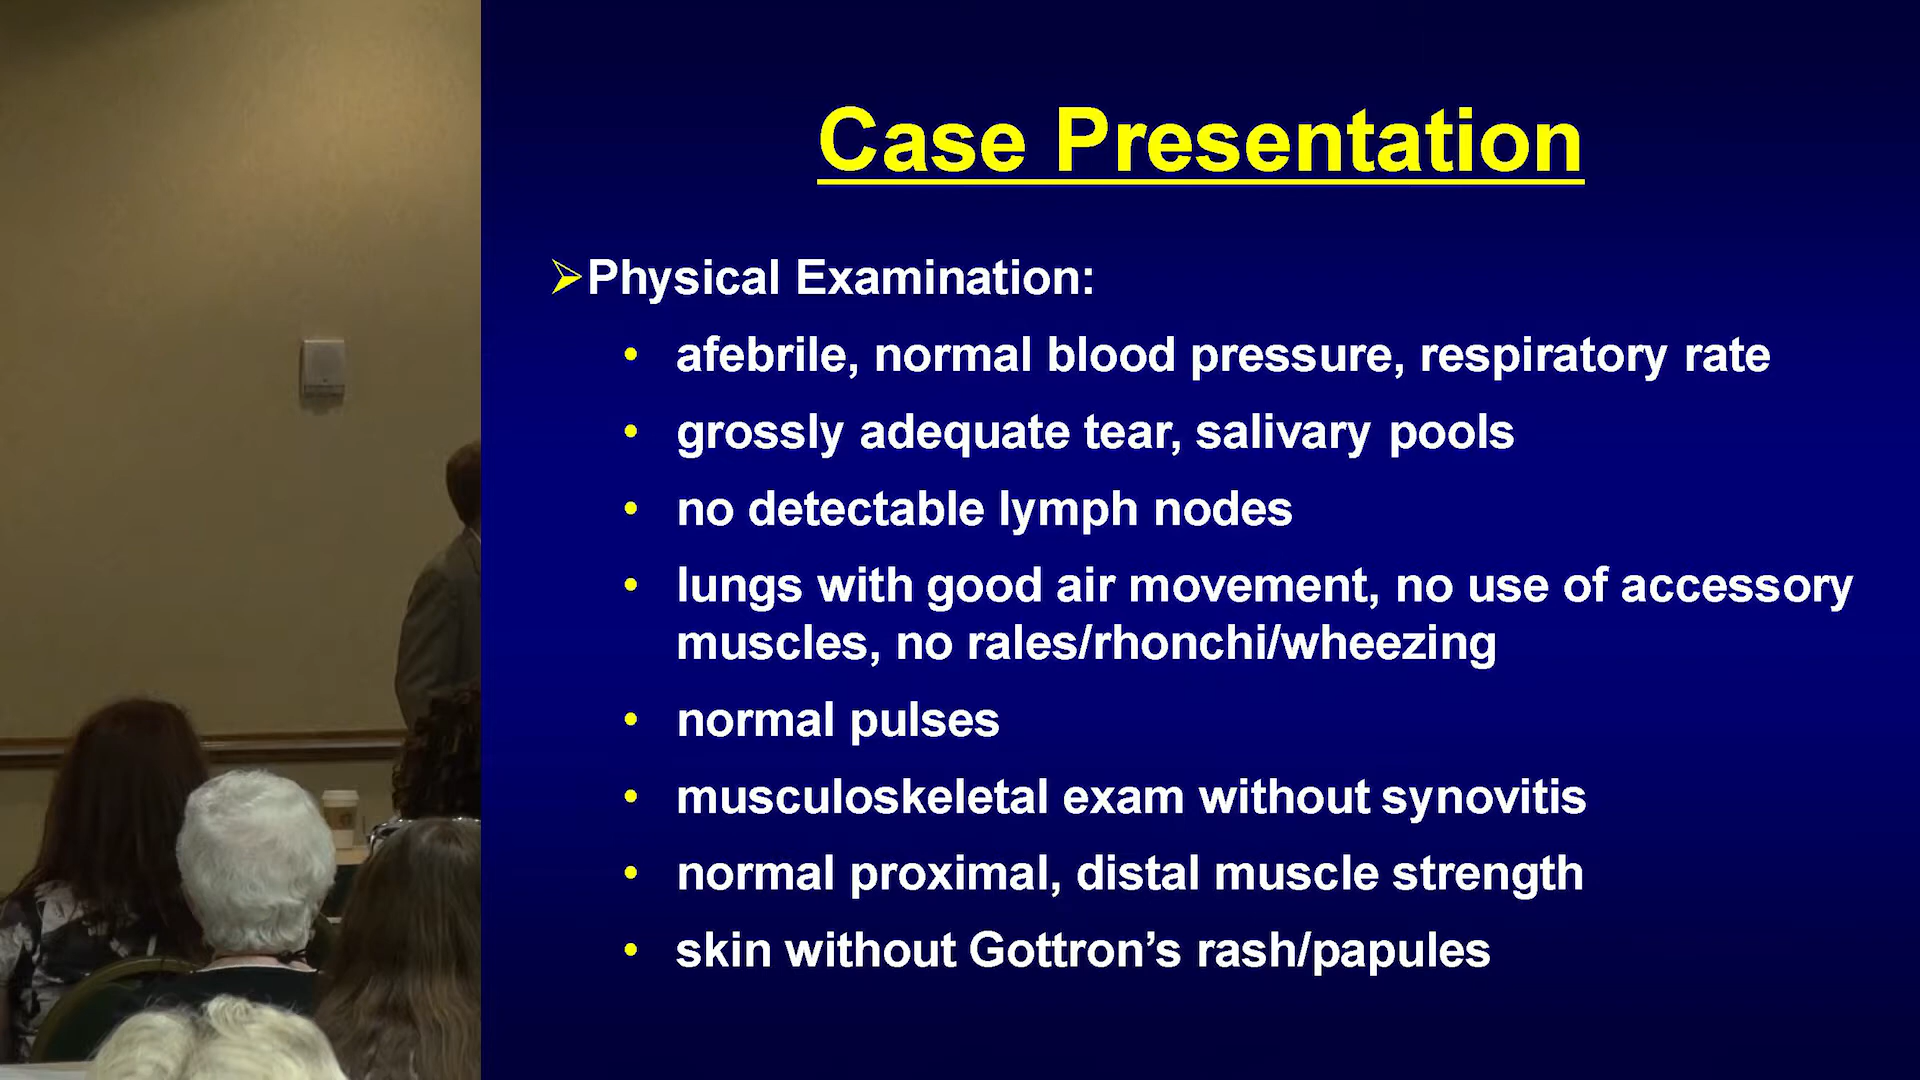 Case Presentation
➢Physical Examination:
• afebrile, normal blood pressure, respiratory rate
• grossly adequate tear, salivary pools
• no detectable lymph nodes
• lungs with good air movement, no use of accessory
muscles, no rales/rhonchi/wheezing
• normal pulses
• musculoskeletal exam without synovitis
• normal proximal, distal muscle strength
• skin without Gottron’s rash/papules